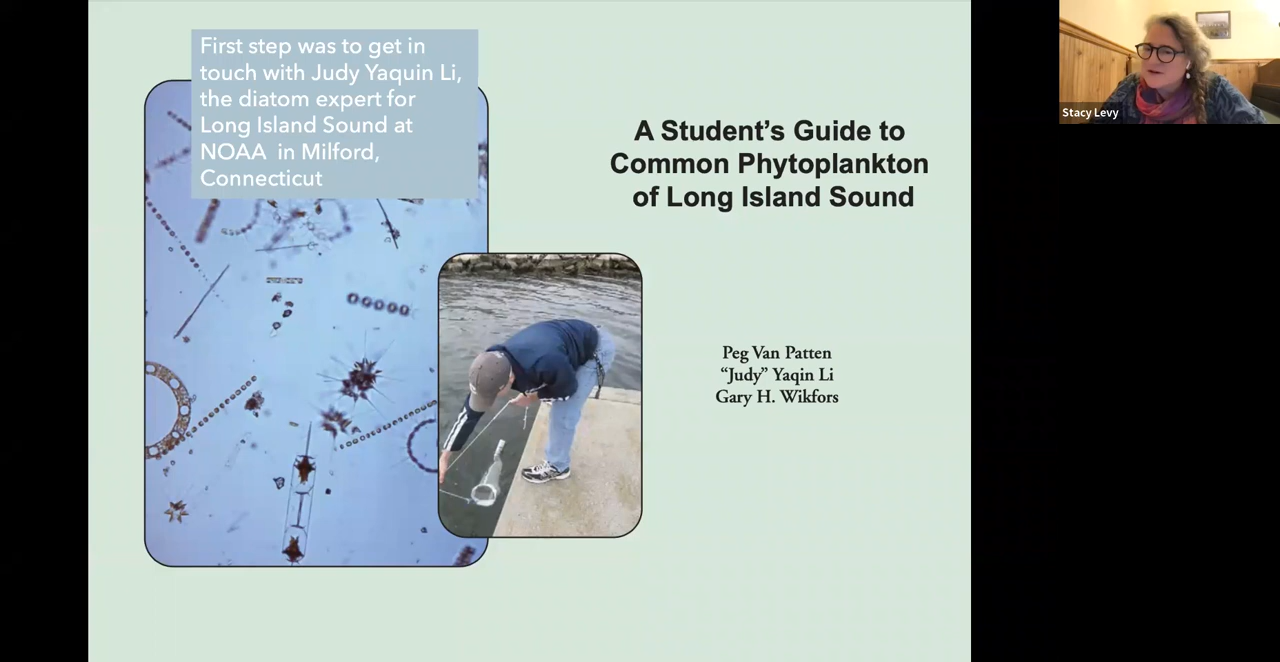 First step was to get in
touch with Judy Yaquin Li,
the diatom expert for
Long Island Sound at
NOAA  in Milford,
Connecticut
A Student’s Guide to
Common Phytoplankton
of Long Island Sound
Peg Van Patten
“Judy” Yaqin Li
Gary H. Wikfors
Stacy Levy